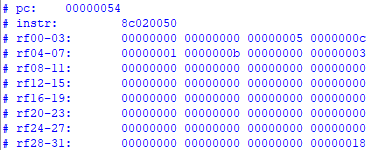 # pc:    00000054
# instr:         8c020050
# rf00-03:       00000000 00000000 00000005 0000000c
# rf04-07:       00000001 0000000b 00000000 00000003
# rf08-11:       00000000 00000000 00000000 00000000
# rf12-15:       00000000 00000000 00000000 00000000
# rf16-19:       00000000 00000000 00000000 00000000
# rf20-23:       00000000 00000000 00000000 00000000
# rf24-27:       00000000 00000000 00000000 00000000
# rf28-31:       00000000 00000000 00000000 00000018